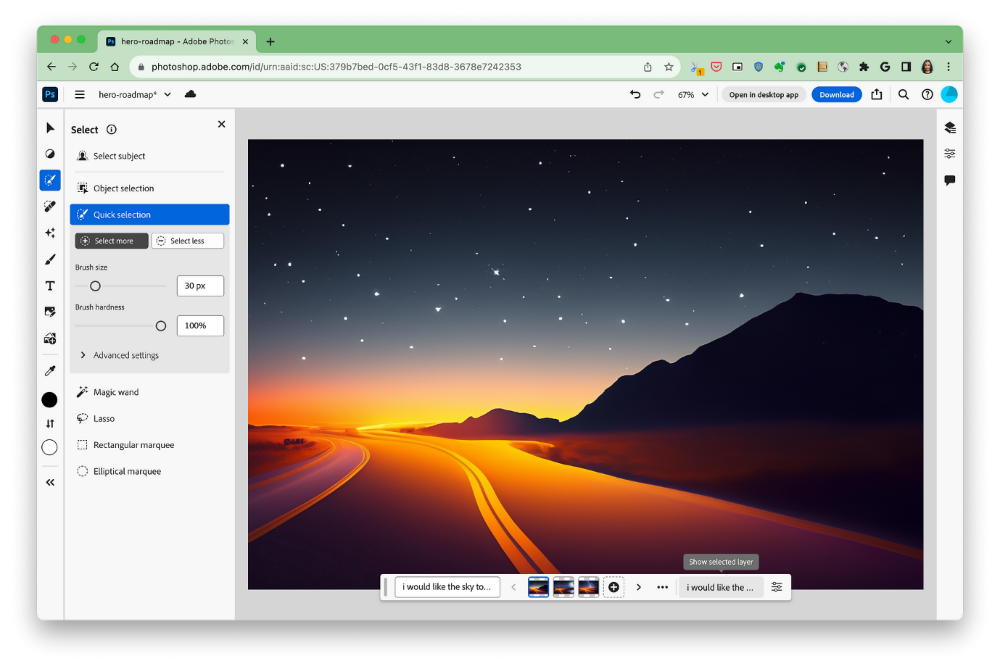 Ps hero-roadmap - Adobe Photos
photoshop.adobe.com/id/urn:aaid:sc:US:379b7bed-0cf5-43f1-83d8-3678e7242353
1
G
Ps
hero-roadmap*
67%
Open in desktop app
Download
Select
Select subject
Object selection
Quick selection
Select more
Select less
Brush size
30 px
Brush hardness
100%
Advanced settings
Magic wand
Lasso
Rectangular marquee
Elliptical marquee
T
Show selected layer
i would like the sky to...
i would like the ...